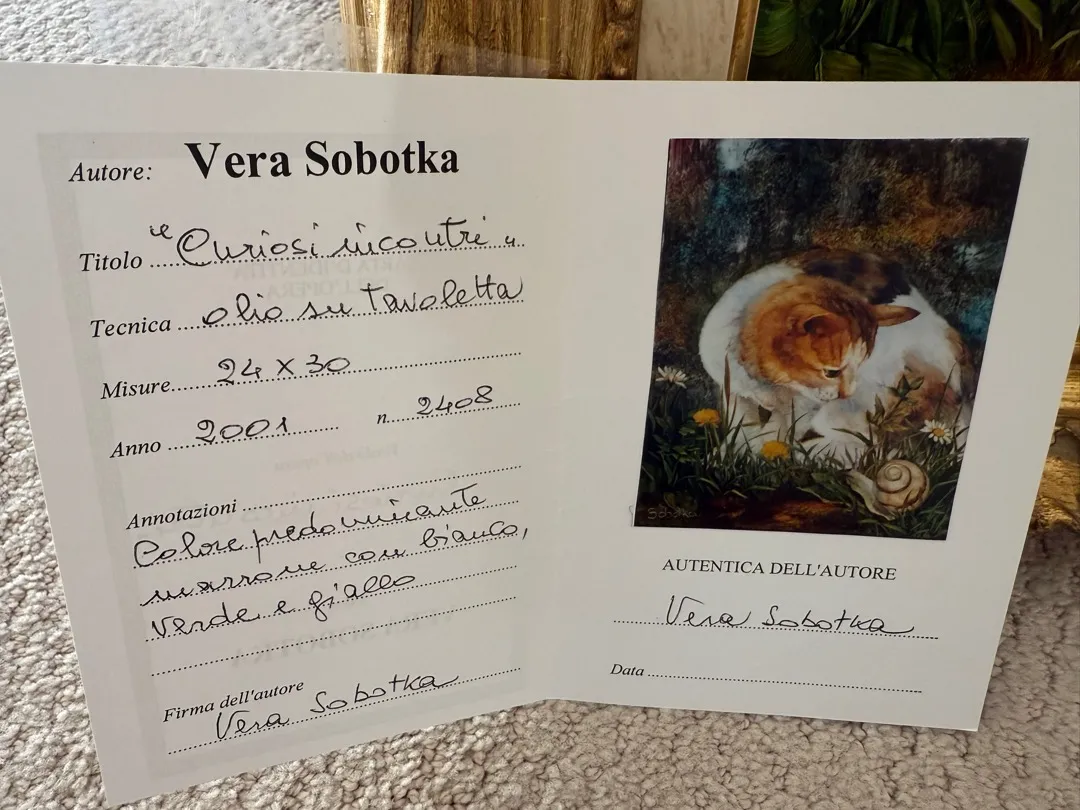 Autore: Vera Sobotka
Titolo "Curiosi incontri"
Tecnica olio su tavoletta
Misure 24 x 30
Anno 2001 n. 2408
Annotazioni
Colore predominante
marrone con bianco,
verde e giallo
Firma dell'autore
Vera Sobotka
Sobotka
AUTENTICA DELL'AUTORE
Vera Sobotka
Data